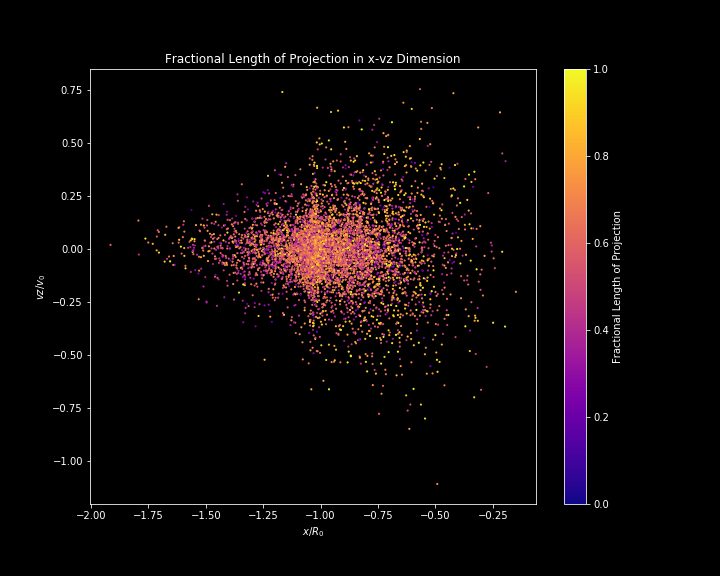 Fractional Length of Projection in x-vz Dimension
0.75
0.50
0.25
0.00
−0.25
−0.50
−0.75
−1.00
vz/v₀
−2.00 −1.75 −1.50 −1.25 −1.00 −0.75 −0.50 −0.25
x/R₀
1.0
0.8
0.6
0.4
0.2
0.0
Fractional Length of Projection